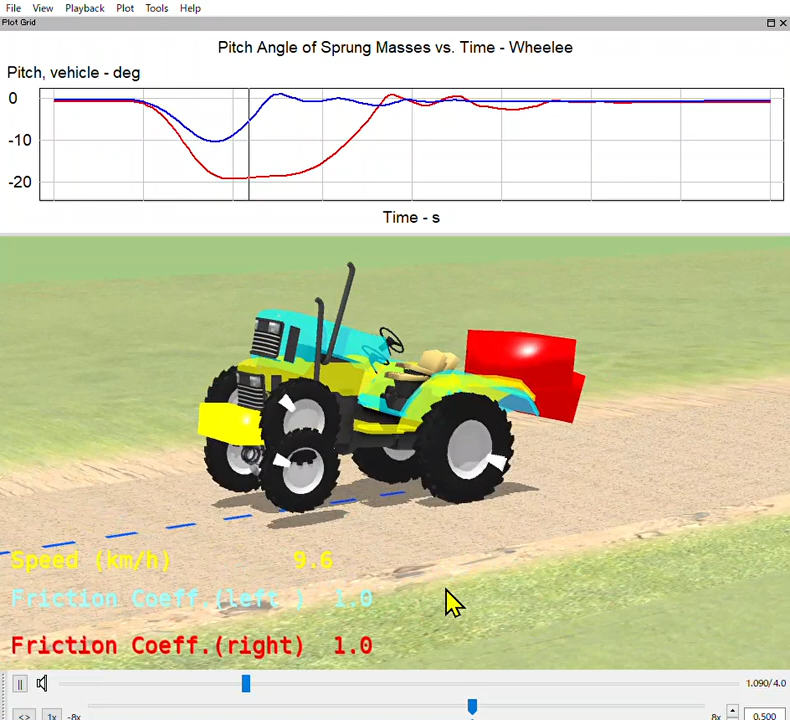 File View Playback Plot Tools Help
Plot Grid
Pitch Angle of Sprung Masses vs. Time - Wheelee
Pitch, vehicle - deg
0
-10
-20
Time - s
Speed (km/h) 9.6
Friction Coeff.(left ) 1.0
Friction Coeff.(right) 1.0
1.090/4.0
<> 1x -8x 8x 0.500